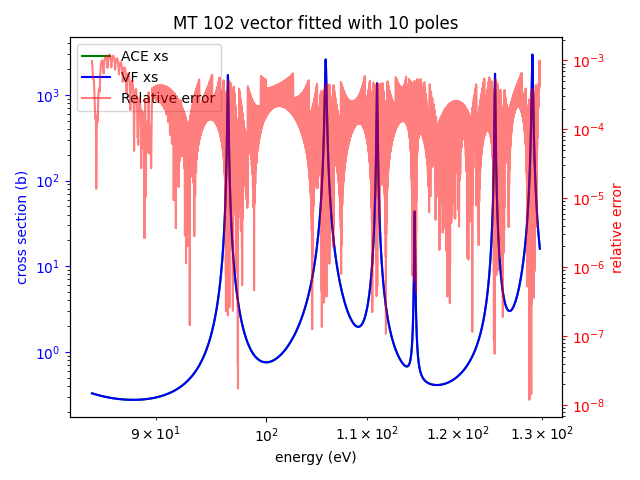 MT 102 vector fitted with 10 poles
ACE xs
VF xs
Relative error
cross section (b)
10³
10²
10¹
10⁰
relative error
10⁻³
10⁻⁴
10⁻⁵
10⁻⁶
10⁻⁷
10⁻⁸
9 × 10¹
10²
1.1 × 10²
1.2 × 10²
1.3 × 10²
energy (eV)